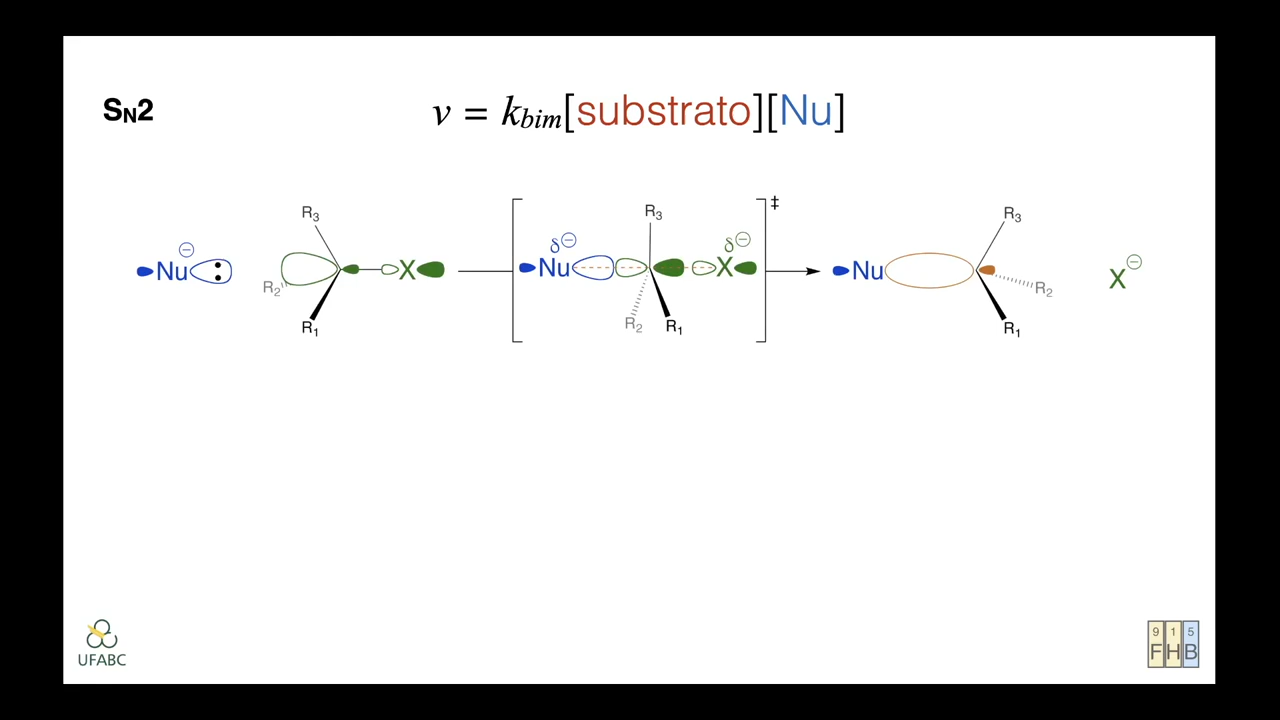 SN2
v = kbim[substrato][Nu]
Nu ⊖ : R3 R2 R1 X
Nu δ⊖ R3 R2 R1 X δ⊖ ‡
Nu R3 R2 R1 X ⊖
UFABC
9 1 5
F H B